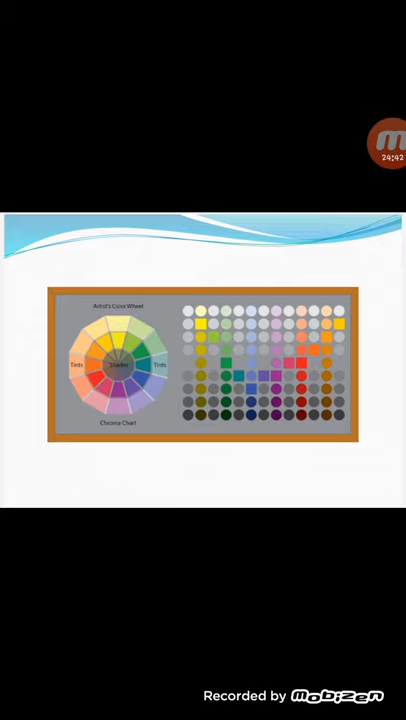 24:42
Artist's Color Wheel
Tints
Shades
Tints
Chroma Chart
Recorded by mobizen